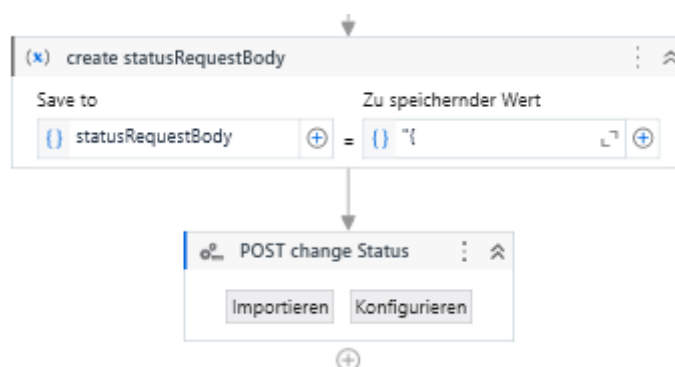 (x) create statusRequestBody
Save to
Zu speichernder Wert
{} statusRequestBody
=
{} "{
POST change Status
Importieren
Konfigurieren